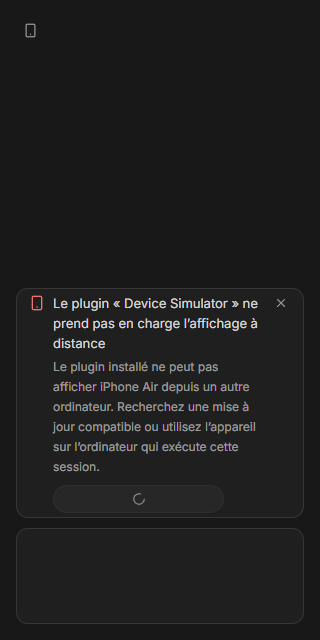 Le plugin « Device Simulator » ne
prend pas en charge l’affichage à
distance
Le plugin installé ne peut pas
afficher iPhone Air depuis un autre
ordinateur. Recherchez une mise à
jour compatible ou utilisez l’appareil
sur l’ordinateur qui exécute cette
session.